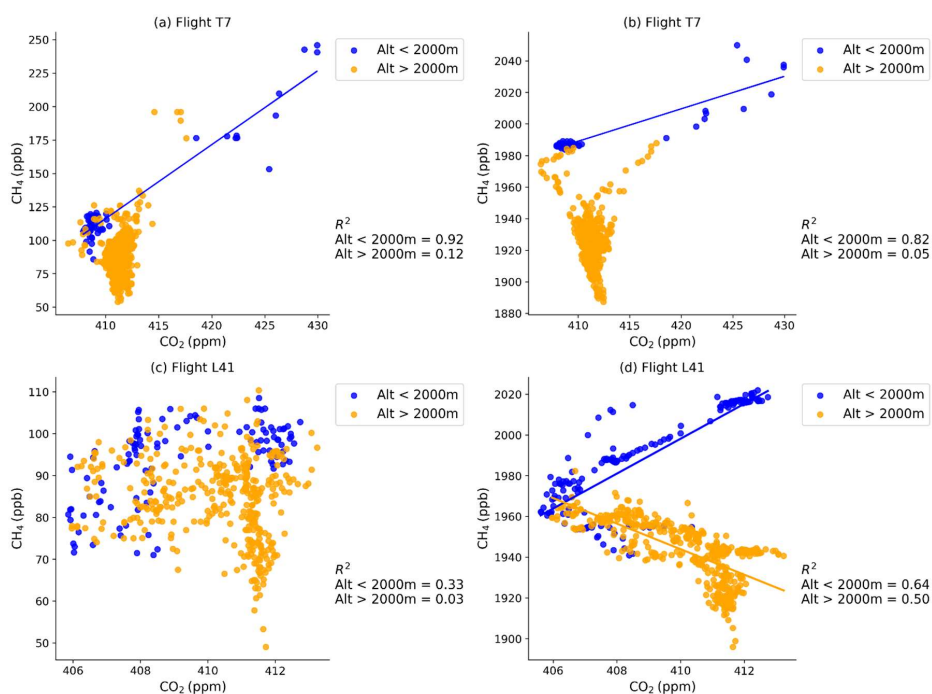 (a) Flight T7
250
225
200
175
150
125
100
75
50
CH₄ (ppb)
410
415
420
425
430
CO₂ (ppm)
Alt < 2000m
Alt > 2000m
R²
Alt < 2000m = 0.92
Alt > 2000m = 0.12
(b) Flight T7
2040
2020
2000
1980
1960
1940
1920
1900
1880
CH₄ (ppb)
410
415
420
425
430
CO₂ (ppm)
Alt < 2000m
Alt > 2000m
R²
Alt < 2000m = 0.82
Alt > 2000m = 0.05
(c) Flight L41
110
100
90
80
70
60
50
CH₄ (ppb)
406
408
410
412
CO₂ (ppm)
Alt < 2000m
Alt > 2000m
R²
Alt < 2000m = 0.33
Alt > 2000m = 0.03
(d) Flight L41
2020
2000
1980
1960
1940
1920
1900
CH₄ (ppb)
406
408
410
412
CO₂ (ppm)
Alt < 2000m
Alt > 2000m
R²
Alt < 2000m = 0.64
Alt > 2000m = 0.50